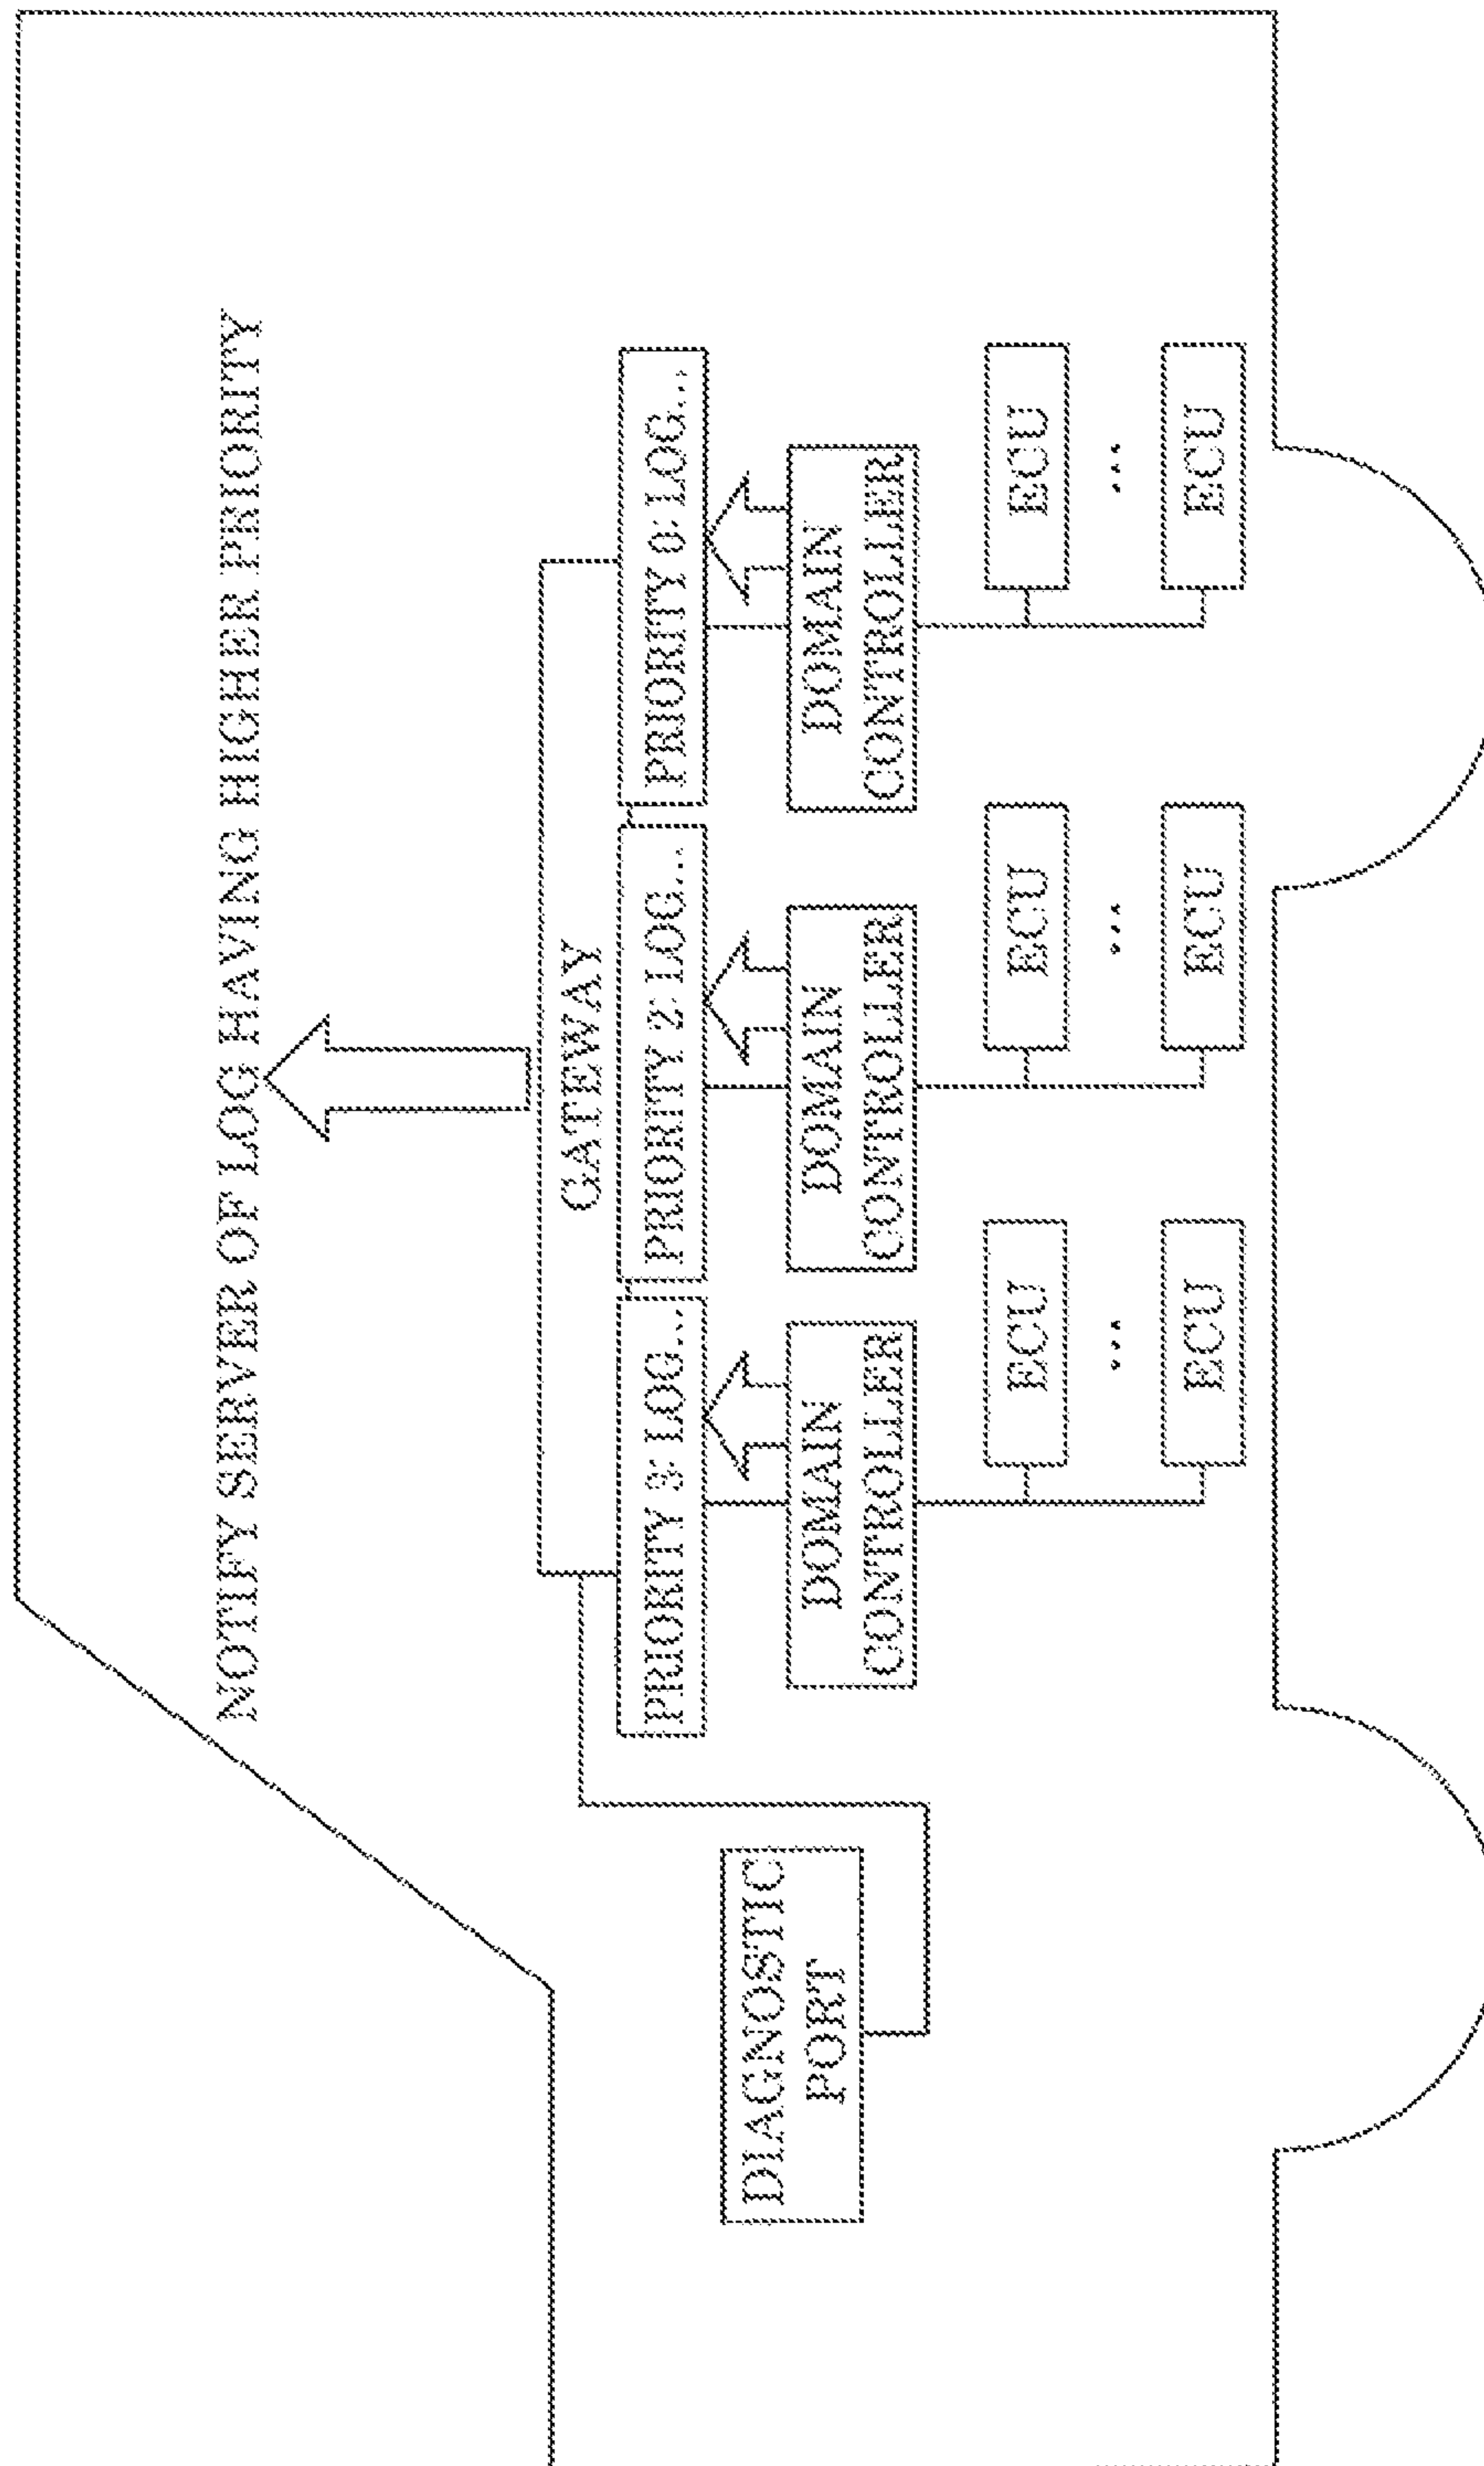 NOTIFY SERVER OF LOG HAVING HIGHER PRIORITY
GATEWAY
PRIORITY 5: LOG...
PRIORITY 2: LOG...
PRIORITY 0: LOG...
DIAGNOSTIC
PORT
DOMAIN
CONTROLLER
DOMAIN
CONTROLLER
DOMAIN
CONTROLLER
ECU
ECU
ECU
...
...
...
ECU
ECU
ECU